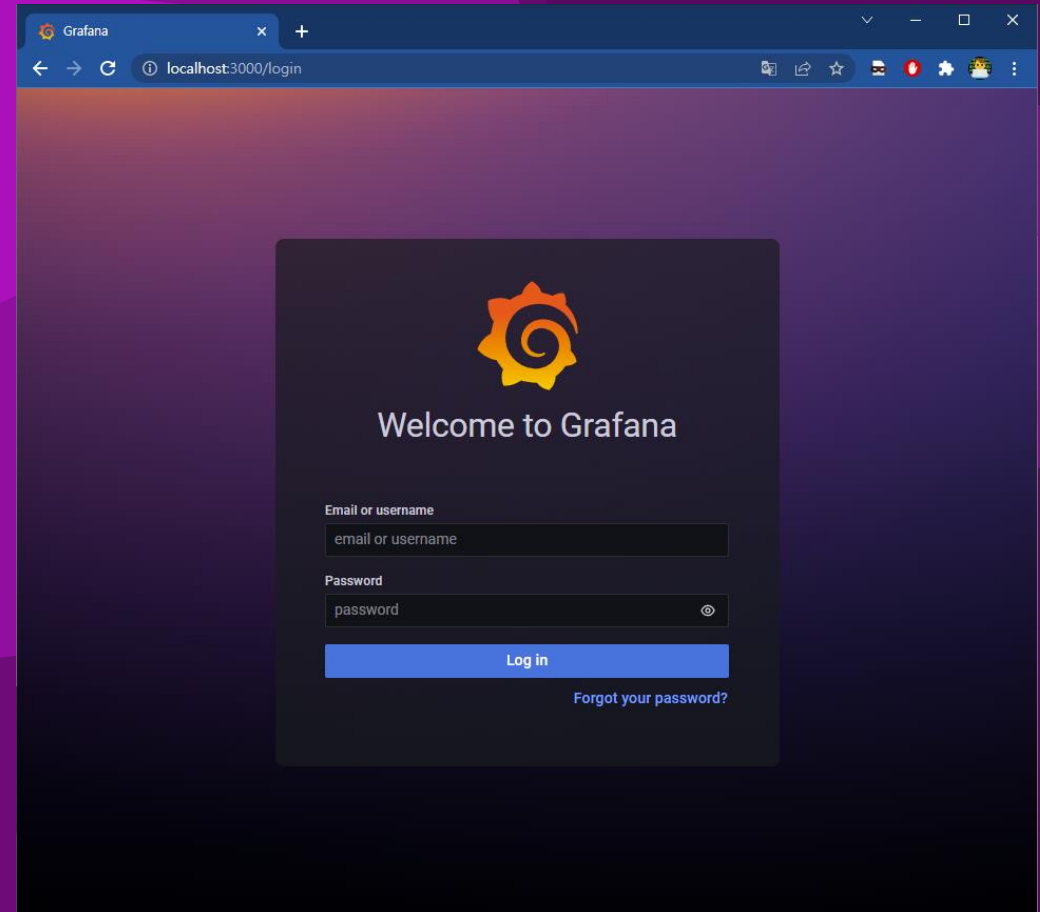 Grafana
localhost:3000/login
Welcome to Grafana
Email or username
email or username
Password
password
Log in
Forgot your password?